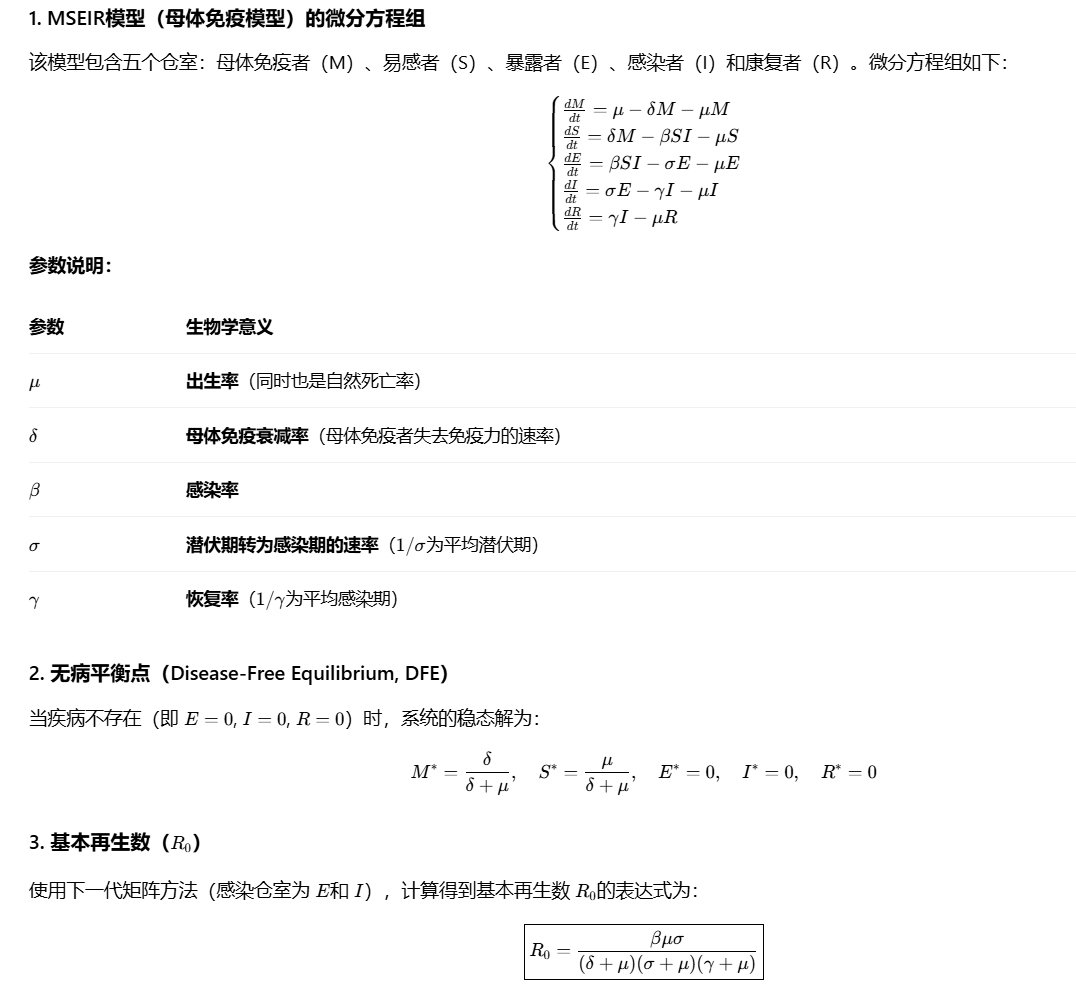 1. MSEIR模型（母体免疫模型）的微分方程组
该模型包含五个仓室：母体免疫者（M）、易感者（S）、暴露者（E）、感染者（I）和康复者（R）。微分方程组如下：
dM/dt = μ − δM − μM
dS/dt = δM − βSI − μS
dE/dt = βSI − σE − μE
dI/dt = σE − γI − μI
dR/dt = γI − μR
参数说明：
参数 生物学意义
μ 出生率（同时也是自然死亡率）
δ 母体免疫衰减率（母体免疫者失去免疫力的速率）
β 感染率
σ 潜伏期转为感染期的速率（1/σ为平均潜伏期）
γ 恢复率（1/γ为平均感染期）
2. 无病平衡点（Disease-Free Equilibrium, DFE）
当疾病不存在（即 E = 0, I = 0, R = 0）时，系统的稳态解为：
M* = δ/(δ + μ), S* = μ/(δ + μ), E* = 0, I* = 0, R* = 0
3. 基本再生数（R₀）
使用下一代矩阵方法（感染仓室为 E和 I），计算得到基本再生数 R₀的表达式为：
R₀ = βμσ/((δ + μ)(σ + μ)(γ + μ))